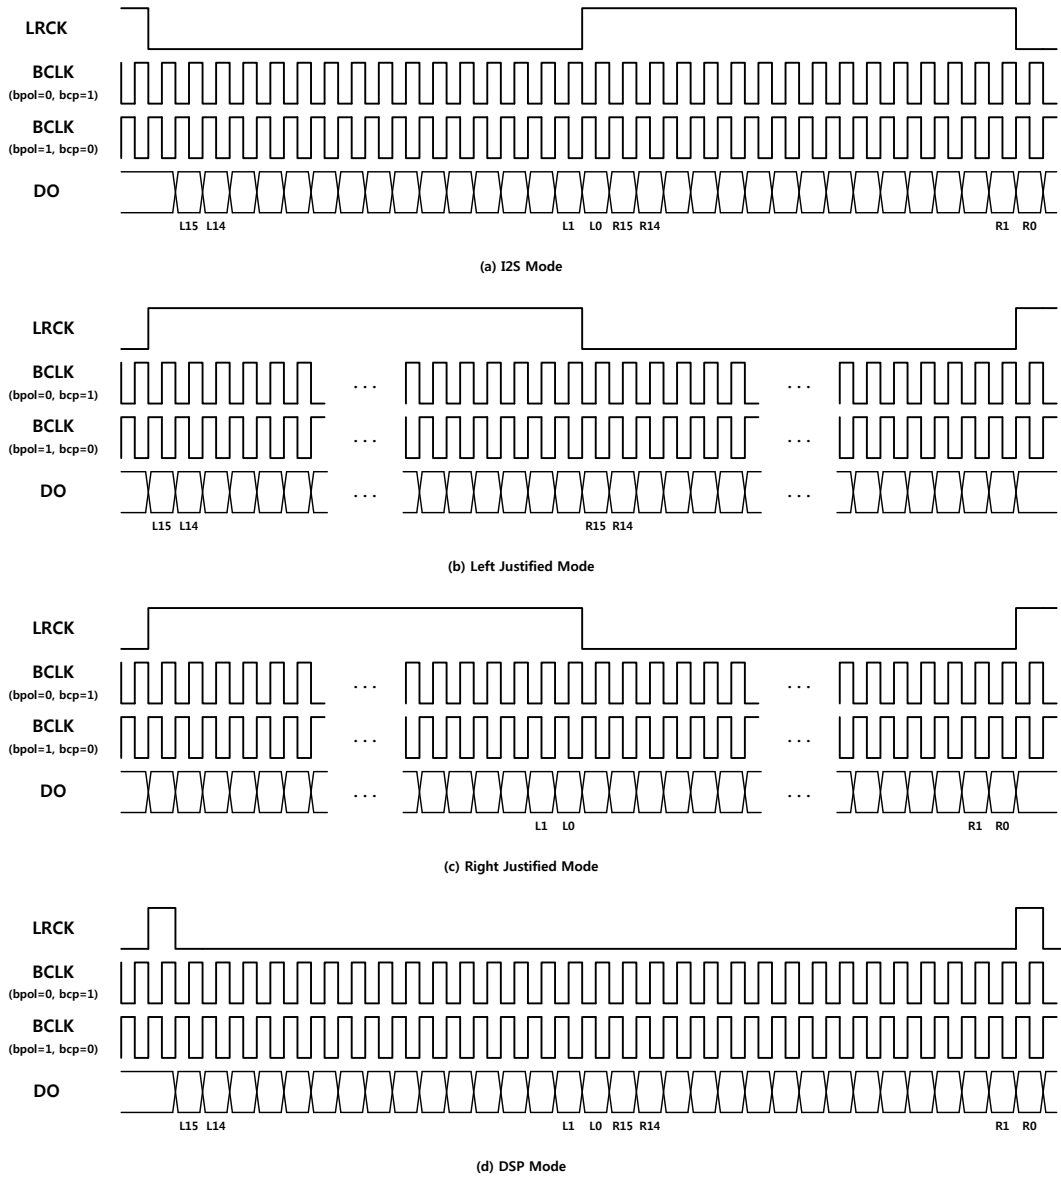 LRCK
BCLK
(bpol=0, bcp=1)
BCLK
(bpol=1, bcp=0)
DO
L15 L14 L1 L0 R15 R14 R1 R0
(a) I2S Mode
LRCK
BCLK
(bpol=0, bcp=1)
...
...
BCLK
(bpol=1, bcp=0)
...
...
DO
...
...
L15 L14 R15 R14
(b) Left Justified Mode
LRCK
BCLK
(bpol=0, bcp=1)
...
...
BCLK
(bpol=1, bcp=0)
...
...
DO
...
...
L1 L0 R1 R0
(c) Right Justified Mode
LRCK
BCLK
(bpol=0, bcp=1)
BCLK
(bpol=1, bcp=0)
DO
L15 L14 L1 L0 R15 R14 R1 R0
(d) DSP Mode